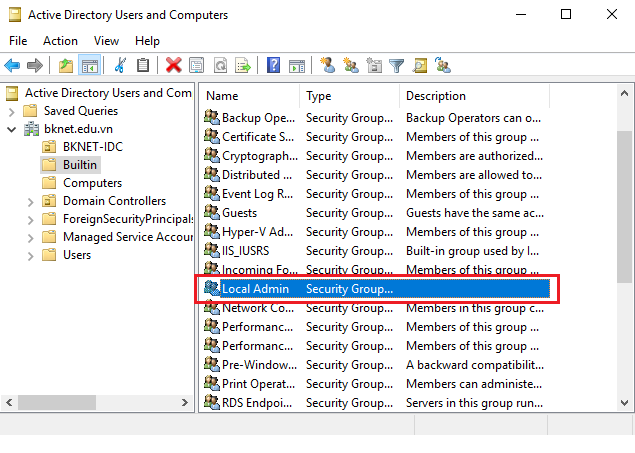 Active Directory Users and Computers
File Action View Help
Active Directory Users and Com
Saved Queries
bknet.edu.vn
BKNET-IDC
Builtin
Computers
Domain Controllers
ForeignSecurityPrincipals
Managed Service Accour
Users
Name Type Description
Backup Ope... Security Group... Backup Operators can o...
Certificate S... Security Group... Members of this group ...
Cryptograph... Security Group... Members are authorized...
Distributed ... Security Group... Members are allowed to...
Event Log R... Security Group... Members of this group ...
Guests Security Group... Guests have the same ac...
Hyper-V Ad... Security Group... Members of this group ...
IIS_IUSRS Security Group... Built-in group used by I...
Incoming Fo... Security Group... Members of this group ...
Local Admin Security Group...
Network Co... Security Group... Members in this group c...
Performanc... Security Group... Members of this group ...
Performanc... Security Group... Members of this group ...
Pre-Window... Security Group... A backward compatibilit...
Print Operat... Security Group... Members can administe...
RDS Endpoi... Security Group... Servers in this group run...